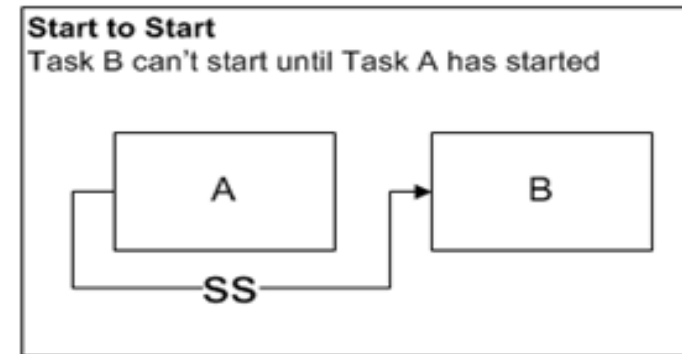 Start to Start
Task B can't start until Task A has started
A
B
SS